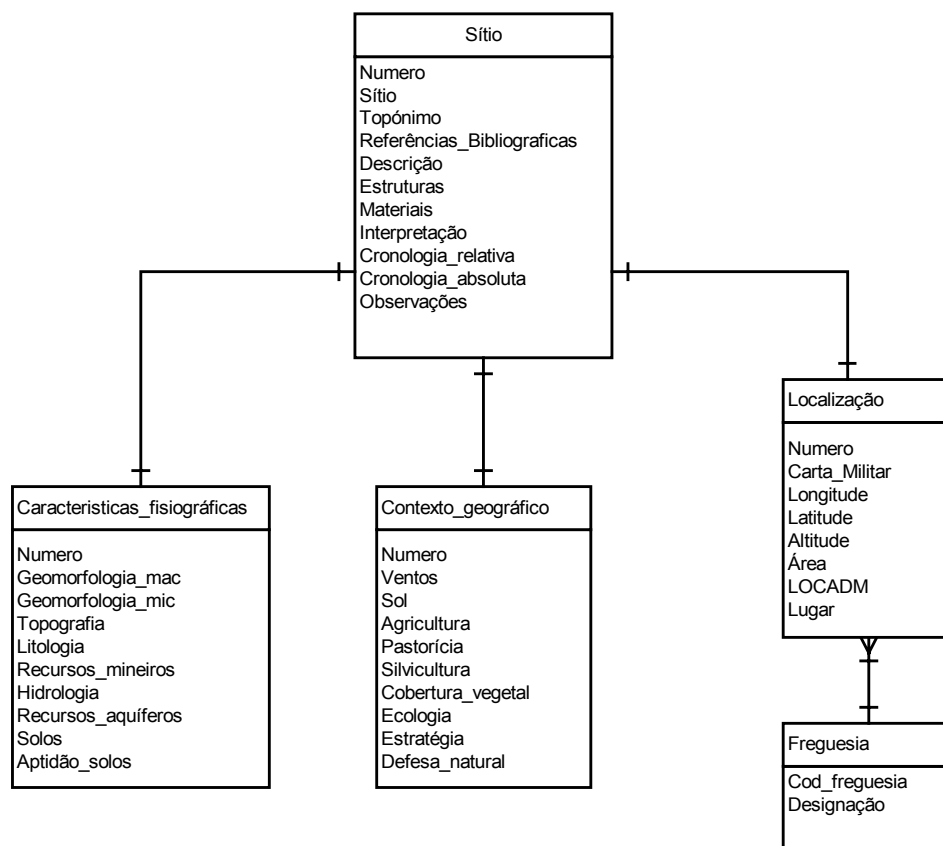 Sítio
Numero
Sítio
Topónimo
Referências_Bibliograficas
Descrição
Estruturas
Materiais
Interpretação
Cronologia_relativa
Cronologia_absoluta
Observações
Caracteristicas_fisiográficas
Numero
Geomorfologia_mac
Geomorfologia_mic
Topografia
Litologia
Recursos_mineiros
Hidrologia
Recursos_aquíferos
Solos
Aptidão_solos
Contexto_geográfico
Numero
Ventos
Sol
Agricultura
Pastorícia
Silvicultura
Cobertura_vegetal
Ecologia
Estratégia
Defesa_natural
Localização
Numero
Carta_Militar
Longitude
Latitude
Altitude
Área
LOCADM
Lugar
Freguesia
Cod_freguesia
Designação